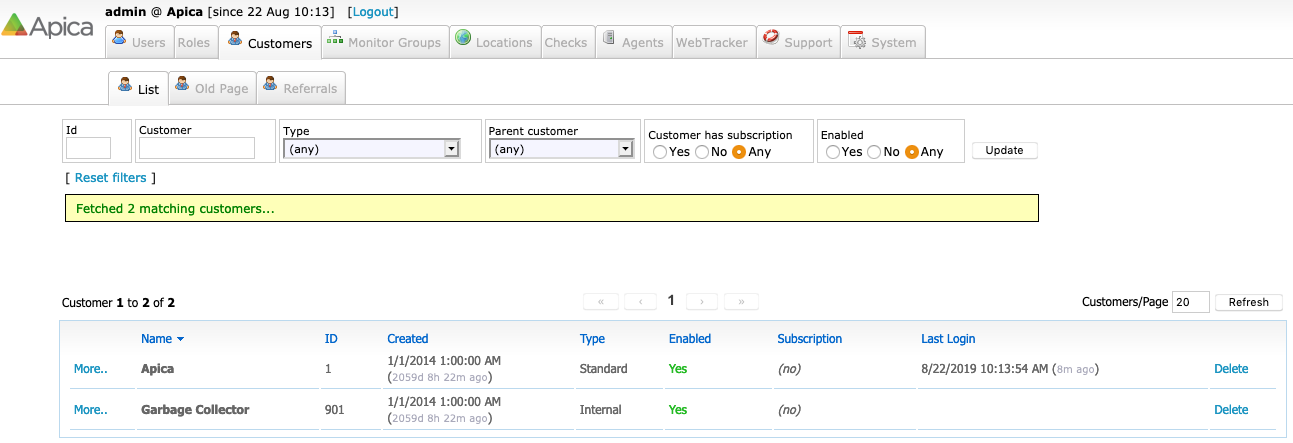 Apica
admin @ Apica [since 22 Aug 10:13] [Logout]
Users Roles Customers Monitor Groups Locations Checks Agents WebTracker Support System
List Old Page Referrals
Id Customer Type Parent customer Customer has subscription Enabled
(any) (any) Yes No Any Yes No Any Update
[ Reset filters ]
Fetched 2 matching customers...
Customer 1 to 2 of 2 « ‹ 1 › » Customers/Page 20 Refresh
Name ID Created Type Enabled Subscription Last Login
More.. Apica 1 1/1/2014 1:00:00 AM Standard Yes (no) 8/22/2019 10:13:54 AM (8m ago) Delete
(2059d 8h 22m ago)
More.. Garbage Collector 901 1/1/2014 1:00:00 AM Internal Yes (no) Delete
(2059d 8h 22m ago)